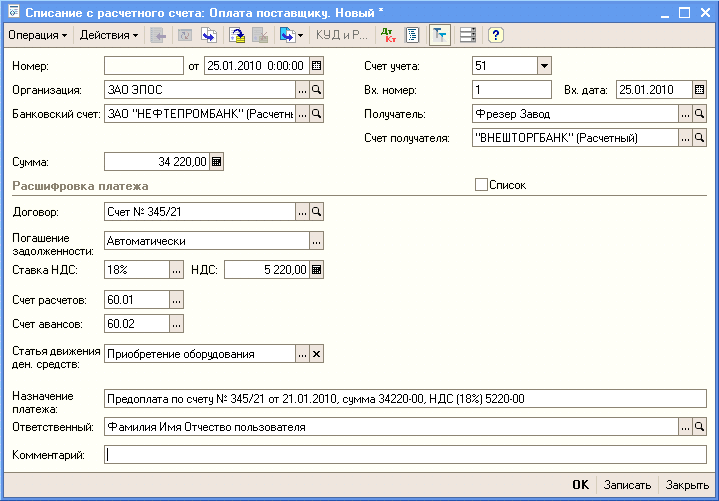 Списание с расчетного счета: Оплата поставщику. Новый *
Операция Действия КУД и Р... Дт Кт Тт ?
Номер: от 25.01.2010 0:00:00 Счет учета: 51
Организация: ЗАО ЭПОС ... Вх. номер: 1 Вх. дата: 25.01.2010
Банковский счет: ЗАО "НЕФТЕПРОМБАНК" (Расчетны ... Получатель: Фрезер Завод ...
Счет получателя: "ВНЕШТОРГБАНК" (Расчетный) ...
Сумма: 34 220,00
Расшифровка платежа Список
Договор: Счет № 345/21 ...
Погашение
задолженности: Автоматически ...
Ставка НДС: 18% ... НДС: 5 220,00
Счет расчетов: 60.01 ...
Счет авансов: 60.02 ...
Статья движения
ден. средств: Приобретение оборудования ... x
Назначение
платежа: Предоплата по счету № 345/21 от 21.01.2010, сумма 34220-00, НДС (18%) 5220-00
Ответственный: Фамилия Имя Отчество пользователя ...
Комментарий:
OK Записать Закрыть